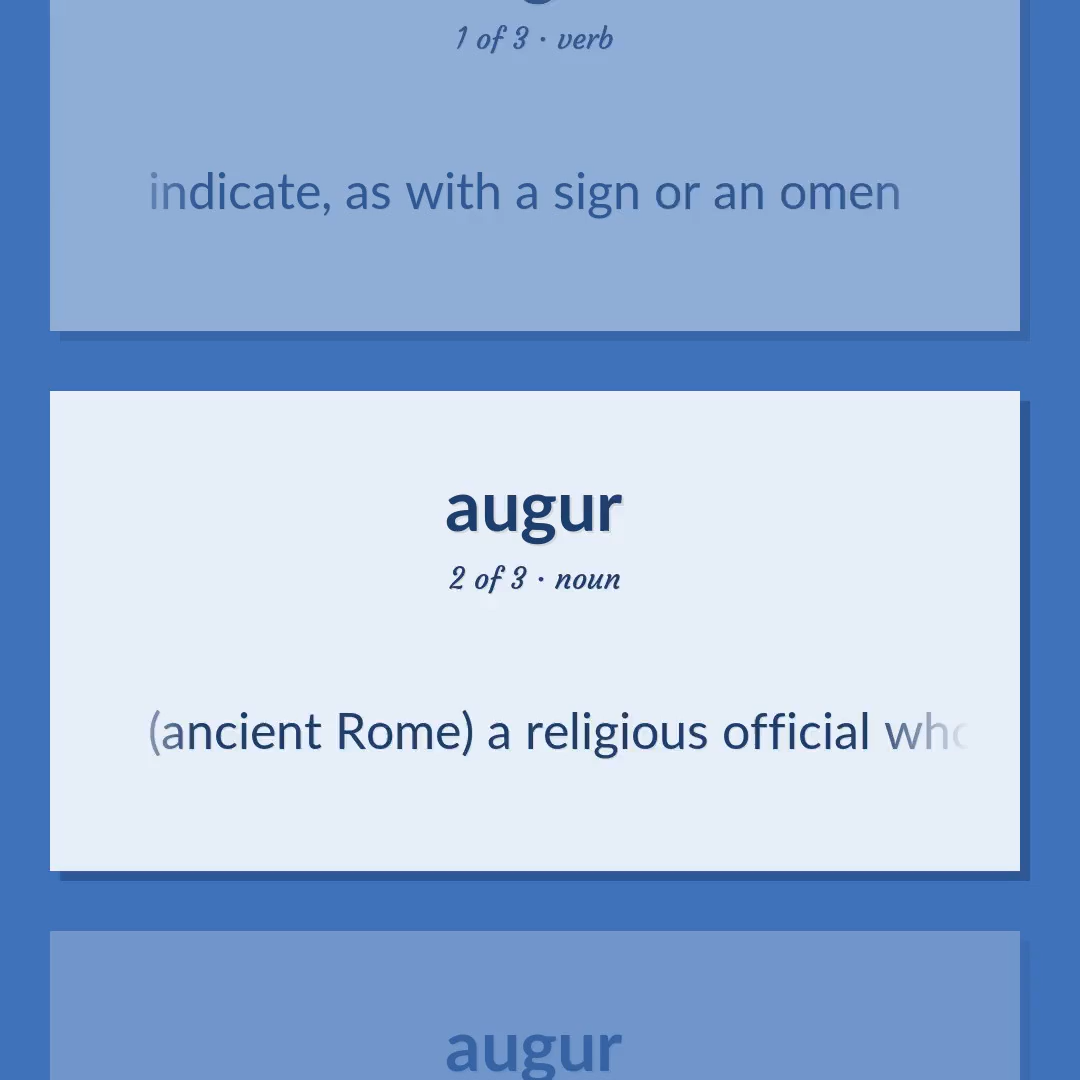 1 of 3 · verb
indicate, as with a sign or an omen
augur
2 of 3 · noun
(ancient Rome) a religious official who
augur